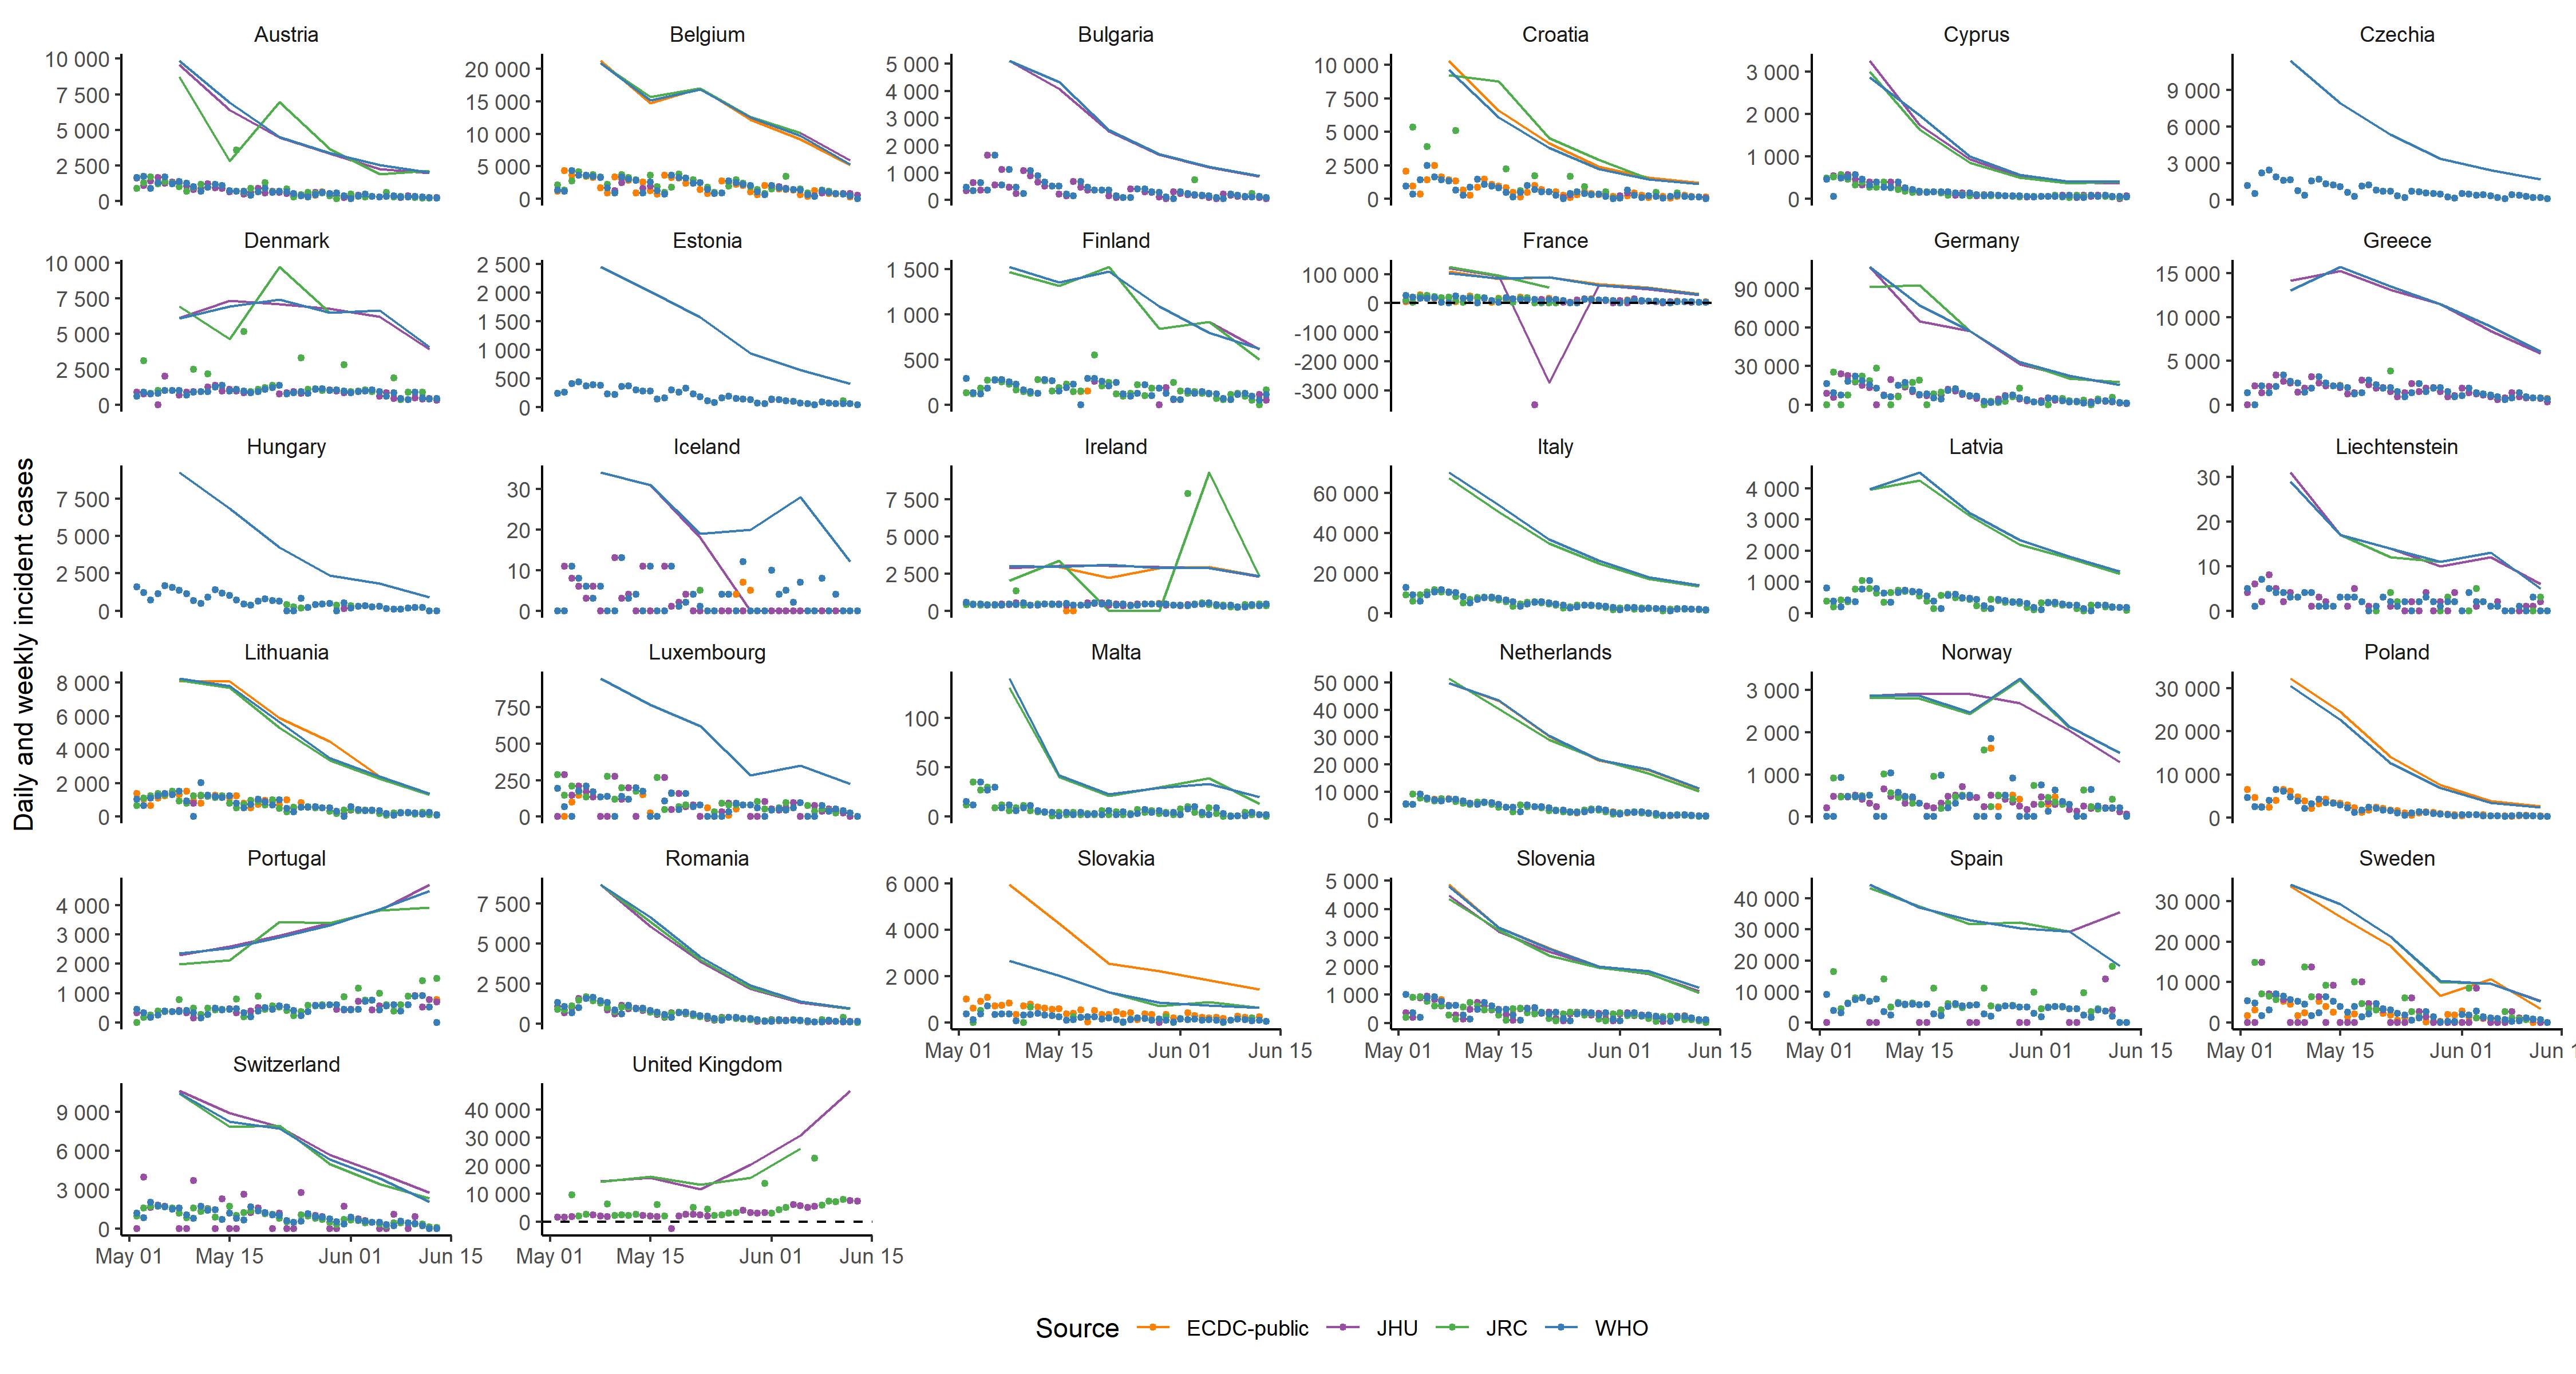 Daily and weekly incident cases
Austria Belgium Bulgaria Croatia Cyprus Czechia
10 000 7 500 5 000 2 500 0
20 000 15 000 10 000 5 000 0
5 000 4 000 3 000 2 000 1 000 0
10 000 7 500 5 000 2 500 0
3 000 2 000 1 000 0
9 000 6 000 3 000 0
Denmark Estonia Finland France Germany Greece
10 000 7 500 5 000 2 500 0
2 500 2 000 1 500 1 000 500 0
1 500 1 000 500 0
100 000 0 -100 000 -200 000 -300 000
90 000 60 000 30 000 0
15 000 10 000 5 000 0
Hungary Iceland Ireland Italy Latvia Liechtenstein
7 500 5 000 2 500 0
30 20 10 0
7 500 5 000 2 500 0
60 000 40 000 20 000 0
4 000 3 000 2 000 1 000 0
30 20 10 0
Lithuania Luxembourg Malta Netherlands Norway Poland
8 000 6 000 4 000 2 000 0
750 500 250 0
100 50 0
50 000 40 000 30 000 20 000 10 000 0
3 000 2 000 1 000 0
30 000 20 000 10 000 0
Portugal Romania Slovakia Slovenia Spain Sweden
4 000 3 000 2 000 1 000 0
7 500 5 000 2 500 0
6 000 4 000 2 000 0
5 000 4 000 3 000 2 000 1 000 0
40 000 30 000 20 000 10 000 0
30 000 20 000 10 000 0
May 01 May 15 Jun 01 Jun 15
May 01 May 15 Jun 01 Jun 15
May 01 May 15 Jun 01 Jun 15
May 01 May 15 Jun 01 Jun 1
Switzerland United Kingdom
9 000 6 000 3 000 0
40 000 30 000 20 000 10 000 0
May 01 May 15 Jun 01 Jun 15
May 01 May 15 Jun 01 Jun 15
Source ECDC-public JHU JRC WHO